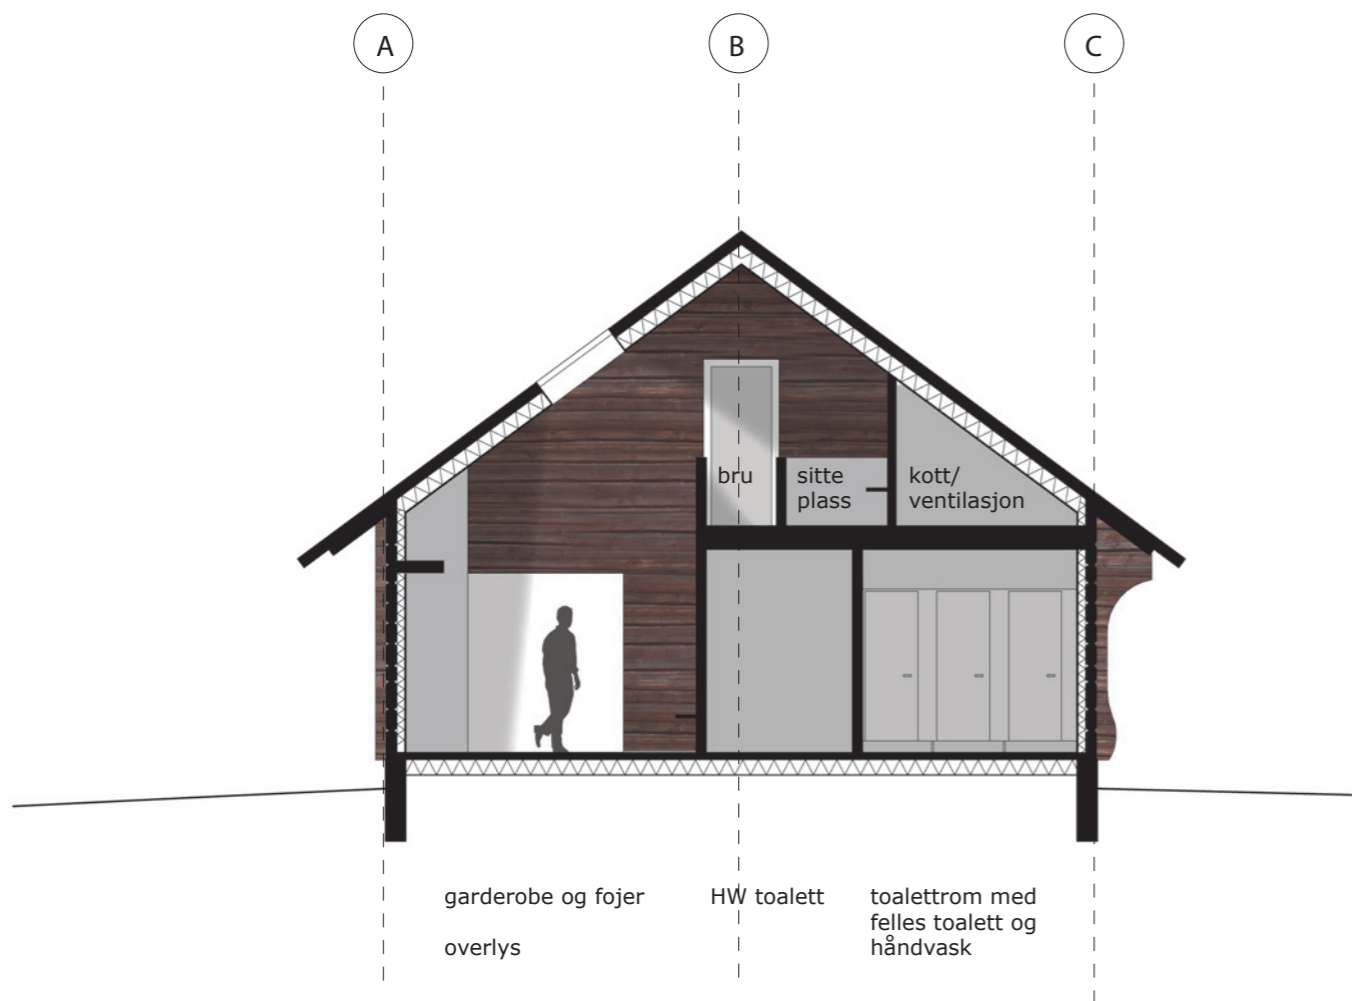 A
B
C
bru
sitte
plass
kott/
ventilasjon
garderobe og fojer
overlys
HW toalett
toalettrom med
felles toalett og
håndvask